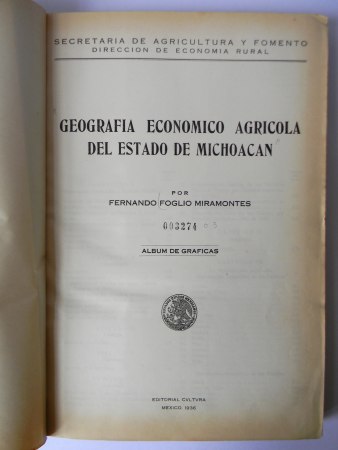 SECRETARIA DE AGRICULTURA Y FOMENTO
DIRECCION DE ECONOMIA RURAL
GEOGRAFIA ECONOMICO AGRICOLA
DEL ESTADO DE MICHOACAN
POR
FERNANDO FOGLIO MIRAMONTES
003274
ALBUM DE GRAFICAS
EDITORIAL CVLTVRA
MEXICO 1936